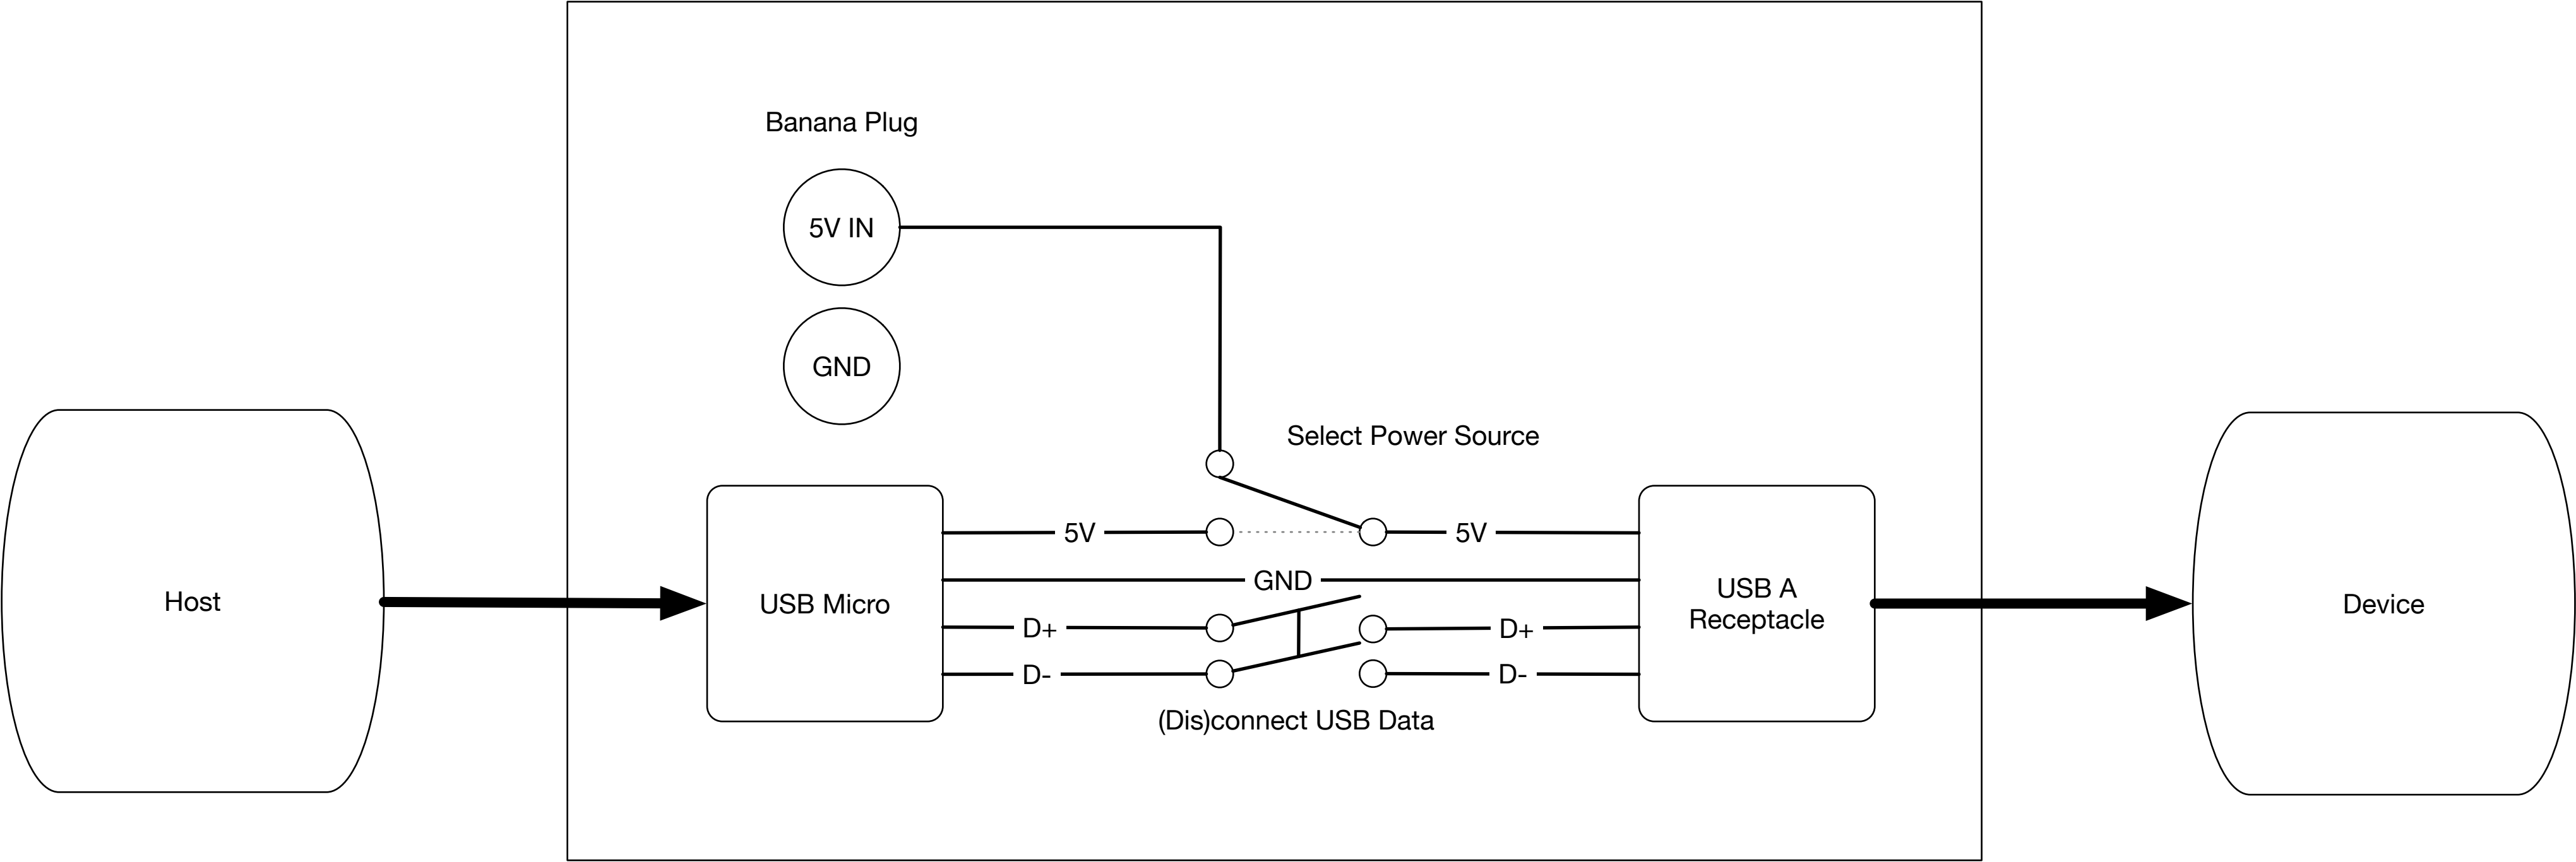 Banana Plug
5V IN
GND
Select Power Source
5V
5V
GND
Host
USB Micro
USB A
Receptacle
Device
D+
D+
D-
D-
(Dis)connect USB Data